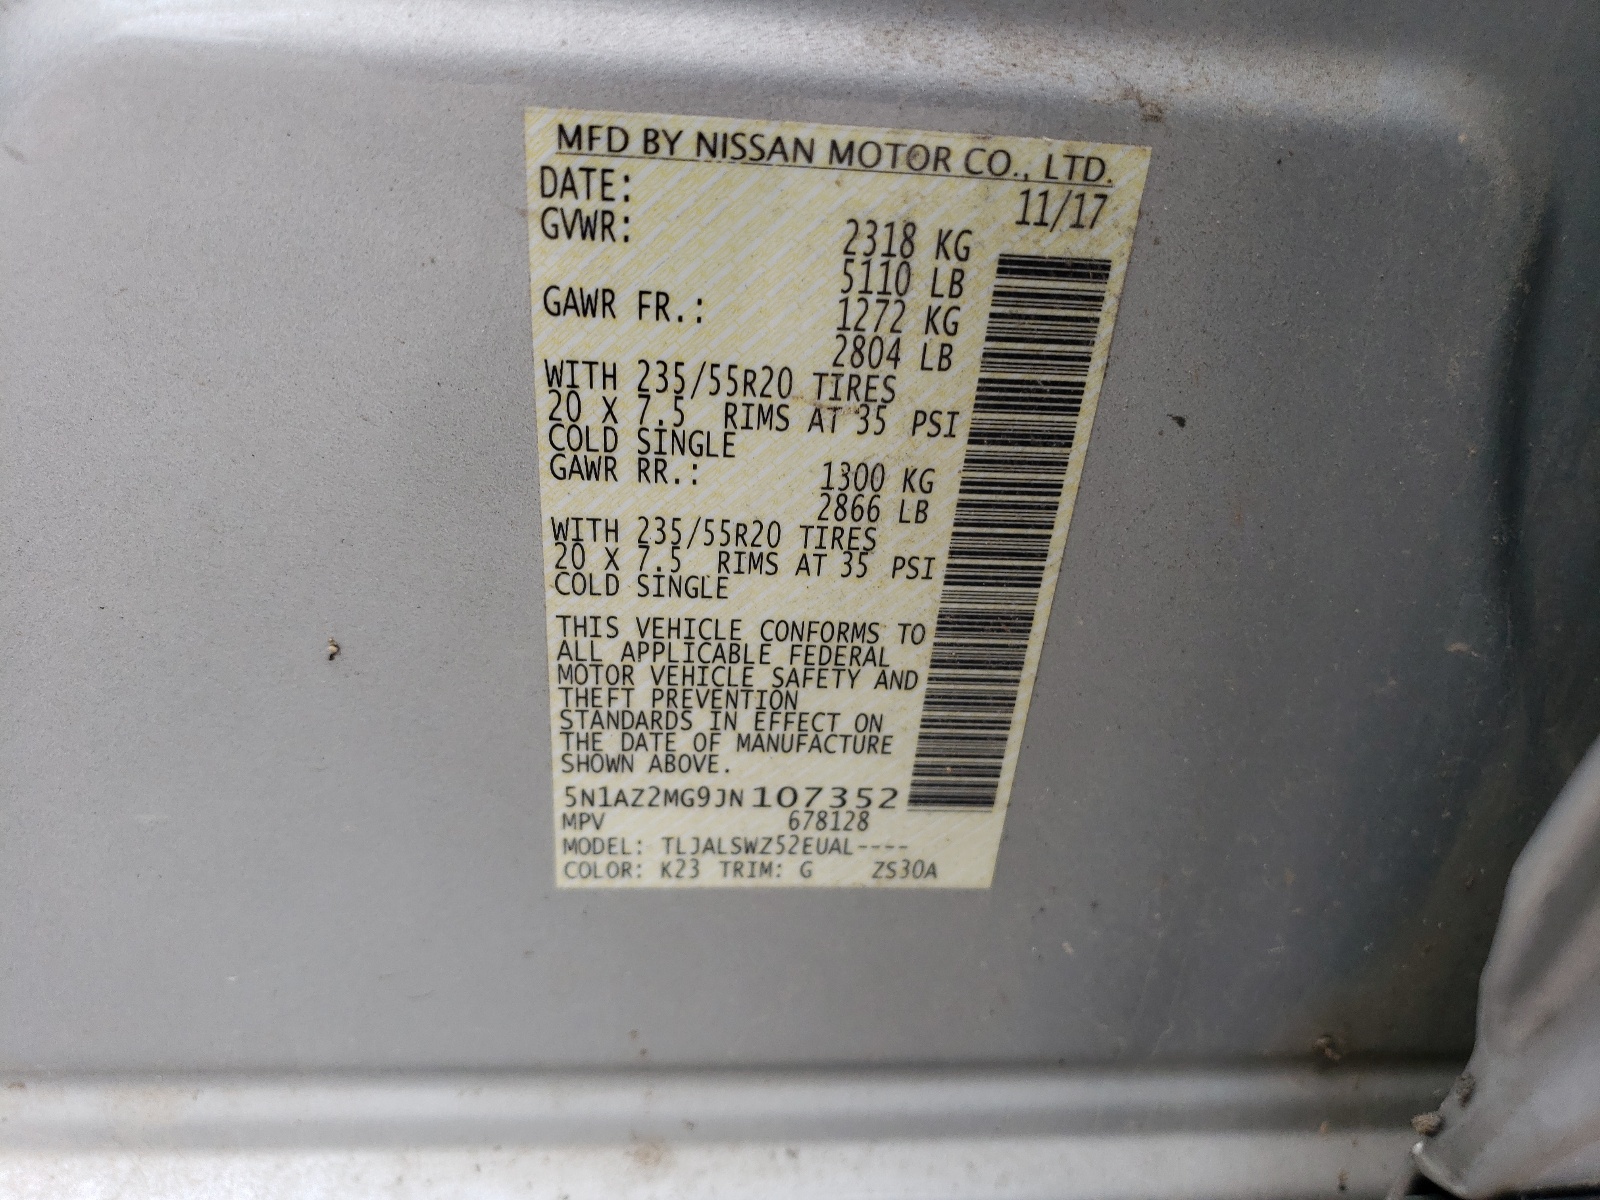 MFD BY NISSAN MOTOR CO., LTD.
DATE: 11/17
GVWR: 2318 KG
5110 LB
GAWR FR.: 1272 KG
2804 LB
WITH 235/55R20 TIRES
20 X 7.5 RIMS AT 35 PSI
COLD SINGLE
GAWR RR.: 1300 KG
2866 LB
WITH 235/55R20 TIRES
20 X 7.5 RIMS AT 35 PSI
COLD SINGLE
THIS VEHICLE CONFORMS TO
ALL APPLICABLE FEDERAL
MOTOR VEHICLE SAFETY AND
THEFT PREVENTION
STANDARDS IN EFFECT ON
THE DATE OF MANUFACTURE
SHOWN ABOVE.
5N1AZ2MG9JN107352
MPV 678128
MODEL: TLJALSWZ52EUAL----
COLOR: K23 TRIM: G ZS30A